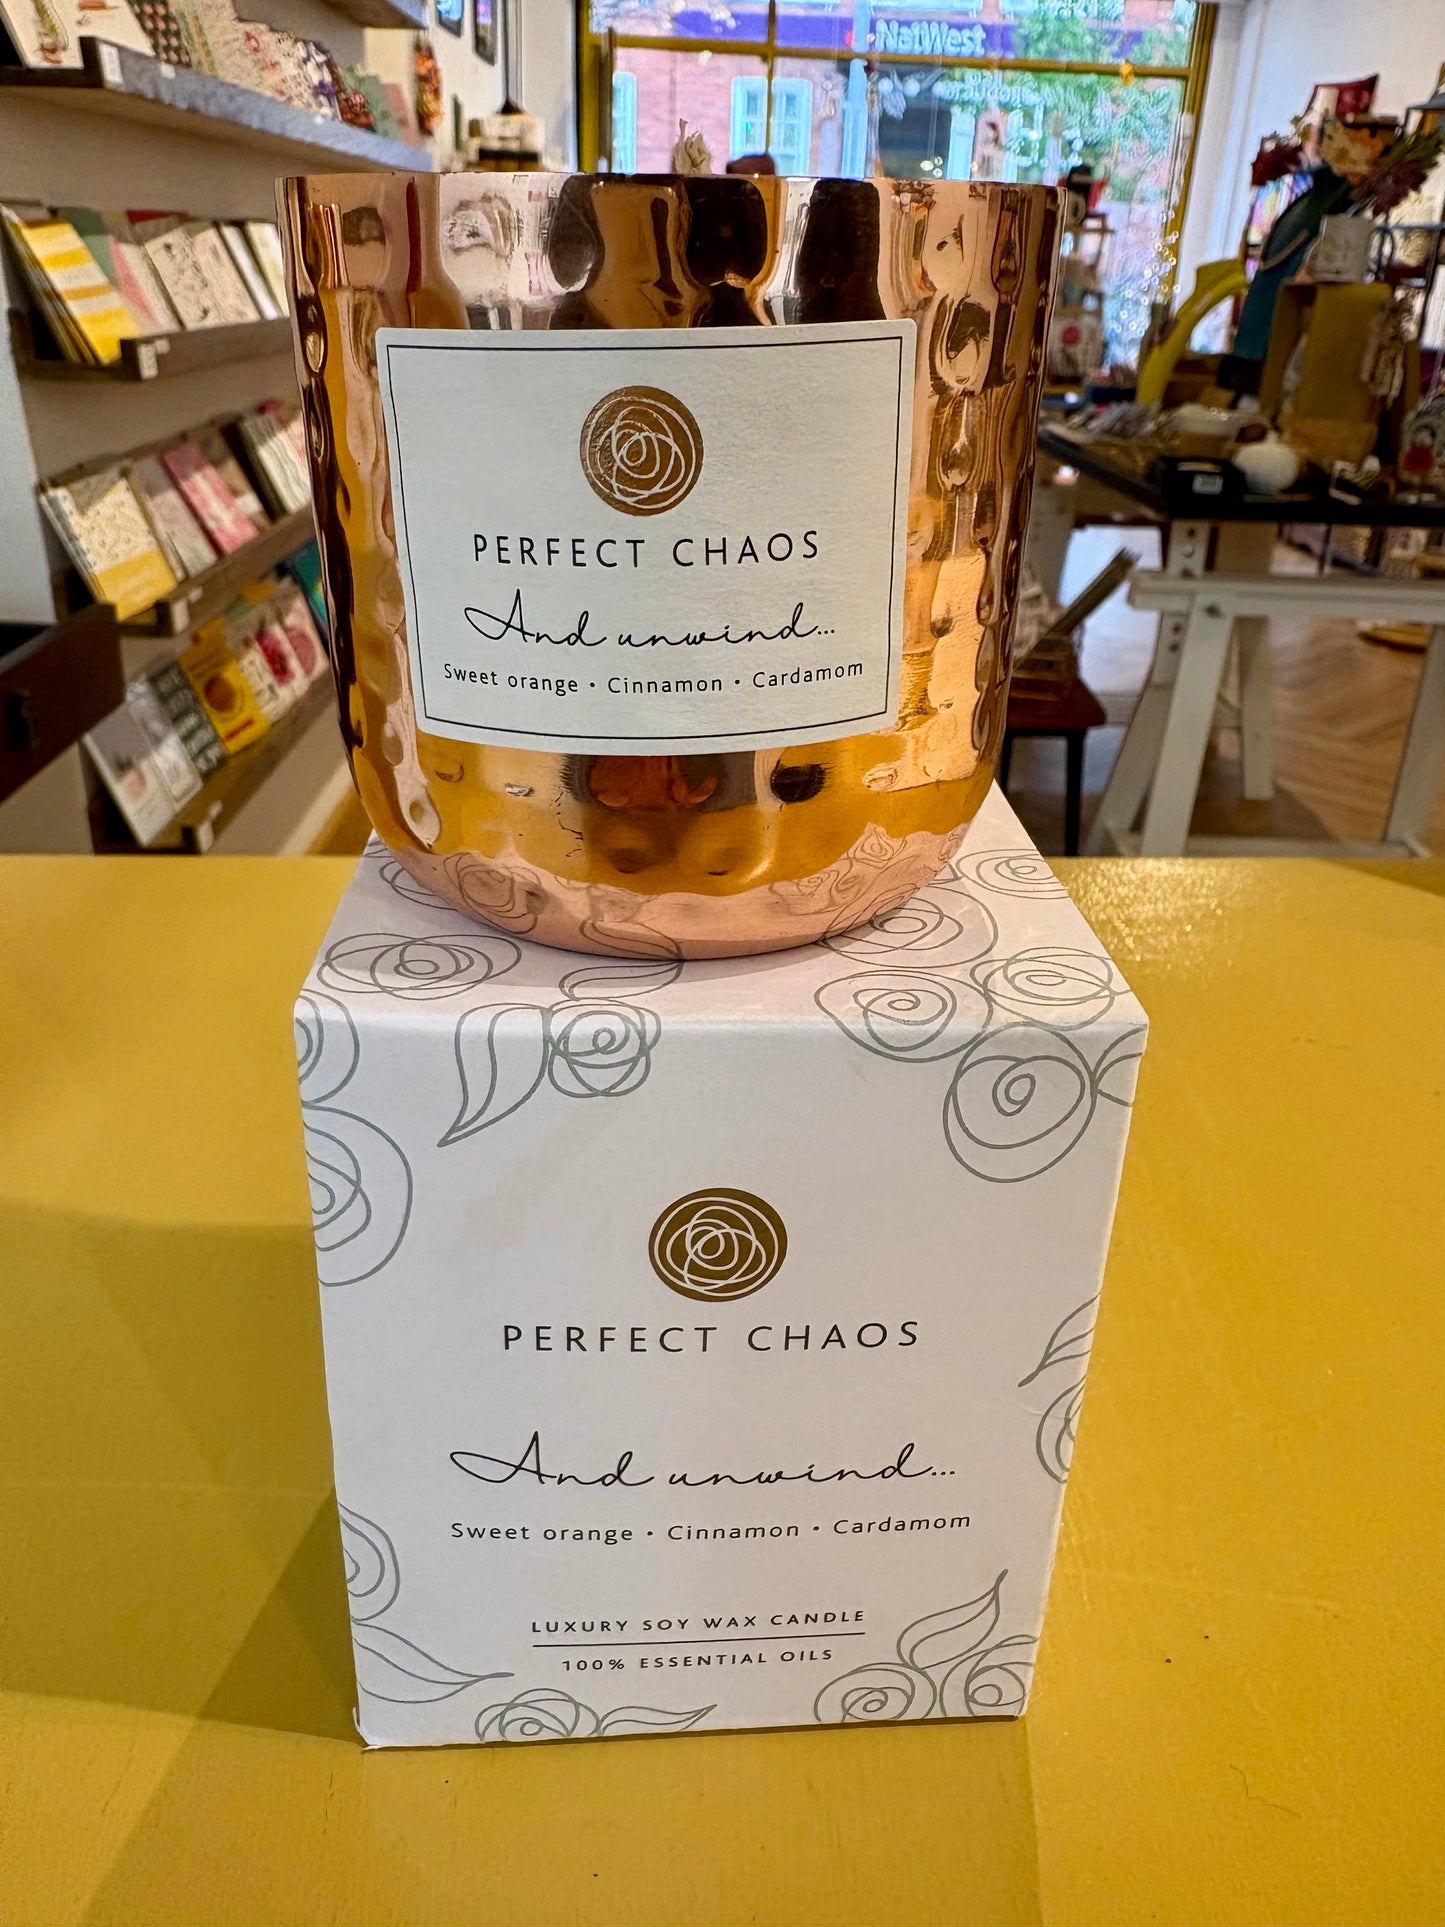 NatWest
PERFECT CHAOS
And unwind...
Sweet orange • Cinnamon • Cardamom
PERFECT CHAOS
And unwind...
Sweet orange • Cinnamon • Cardamom
LUXURY SOY WAX CANDLE
100% ESSENTIAL OILS